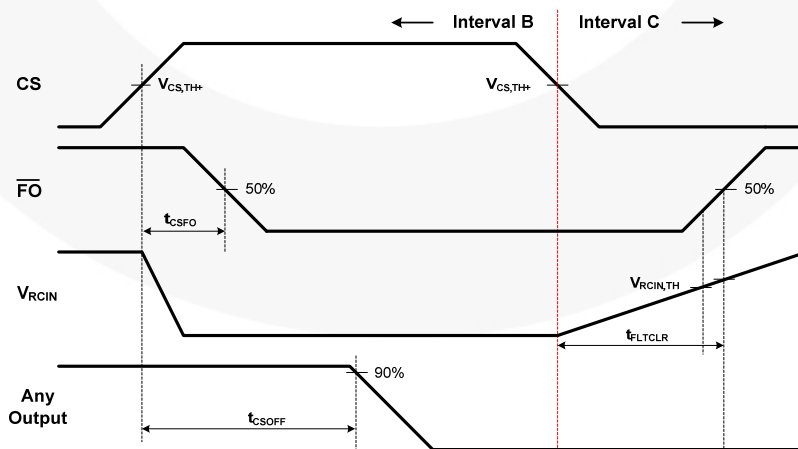 Interval B Interval C
CS
VCS,TH+ VCS,TH+
FO
50% 50%
tCSFO
VRCIN
VRCIN,TH
tFLTCLR
90%
Any
Output
tCSOFF